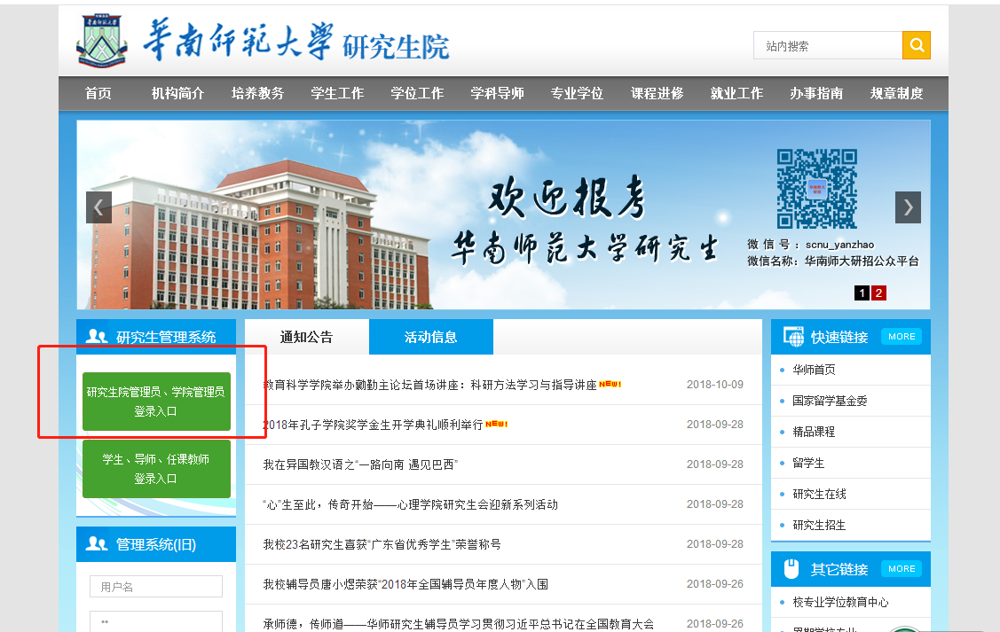 华南师范大学 研究生院
站内搜索
首页 机构简介 培养教务 学生工作 学位工作 学科导师 专业学位 课程进修 就业工作 办事指南 规章制度
欢迎报考
华南师范大学研究生
微 信 号 ：scnu_yanzhao
微信名称：华南师大研招公众平台
1 2
研究生管理系统
研究生院管理员、学院管理员
登录入口
学生、导师、任课教师
登录入口
管理系统(旧)
用户名
通知公告 活动信息
教育科学学院举办勷勤主论坛首场讲座：科研方法学习与指导讲座 NEW! 2018-10-09
2018年孔子学院奖学金生开学典礼顺利举行 NEW! 2018-09-28
我在异国教汉语之“一路向南 遇见巴西” 2018-09-28
“心”生至此，传奇开始——心理学院研究生会迎新系列活动 2018-09-28
我校23名研究生喜获“广东省优秀学生”荣誉称号 2018-09-28
我校辅导员唐小煜荣获“2018年全国辅导员年度人物”入围 2018-09-26
承师德，传师道——华师研究生辅导员学习贯彻习近平总书记在全国教育大会 2018-09-26
快速链接 MORE
华师首页
国家留学基金委
精品课程
留学生
研究生在线
研究生招生
其它链接 MORE
校专业学位教育中心